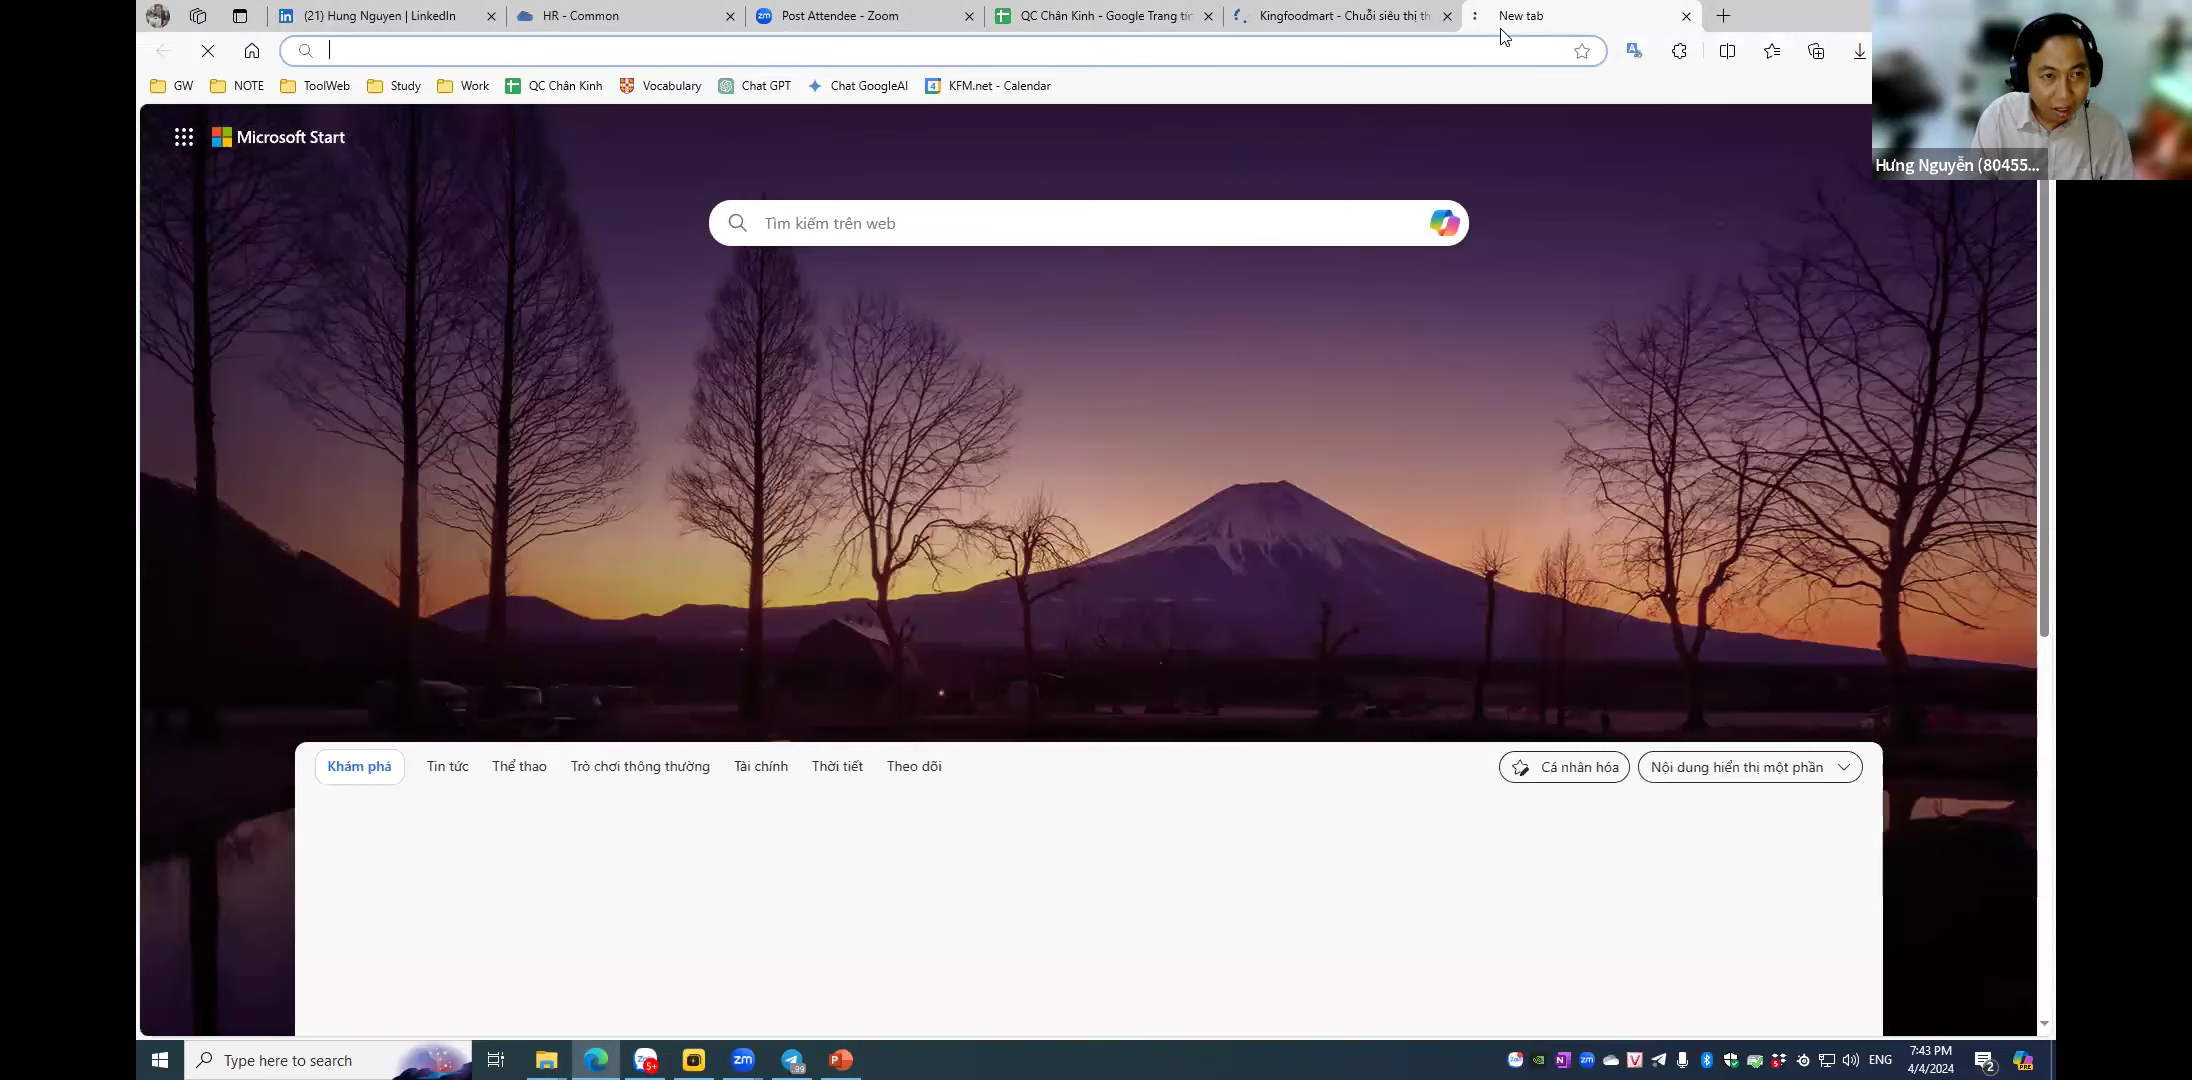 (21) Hung Nguyen | LinkedIn
HR - Common
Post Attendee - Zoom
QC Chân Kinh - Google Trang tín
Kingfoodmart - Chuỗi siêu thị th
New tab
GW
NOTE
ToolWeb
Study
Work
QC Chân Kinh
Vocabulary
Chat GPT
Chat GoogleAI
KFM.net - Calendar
Hưng Nguyễn (80455...
Microsoft Start
Tìm kiếm trên web
Khám phá
Tin tức
Thể thao
Trò chơi thông thường
Tài chính
Thời tiết
Theo dõi
Cá nhân hóa
Nội dung hiển thị một phần
Type here to search
ENG
7:43 PM
4/4/2024